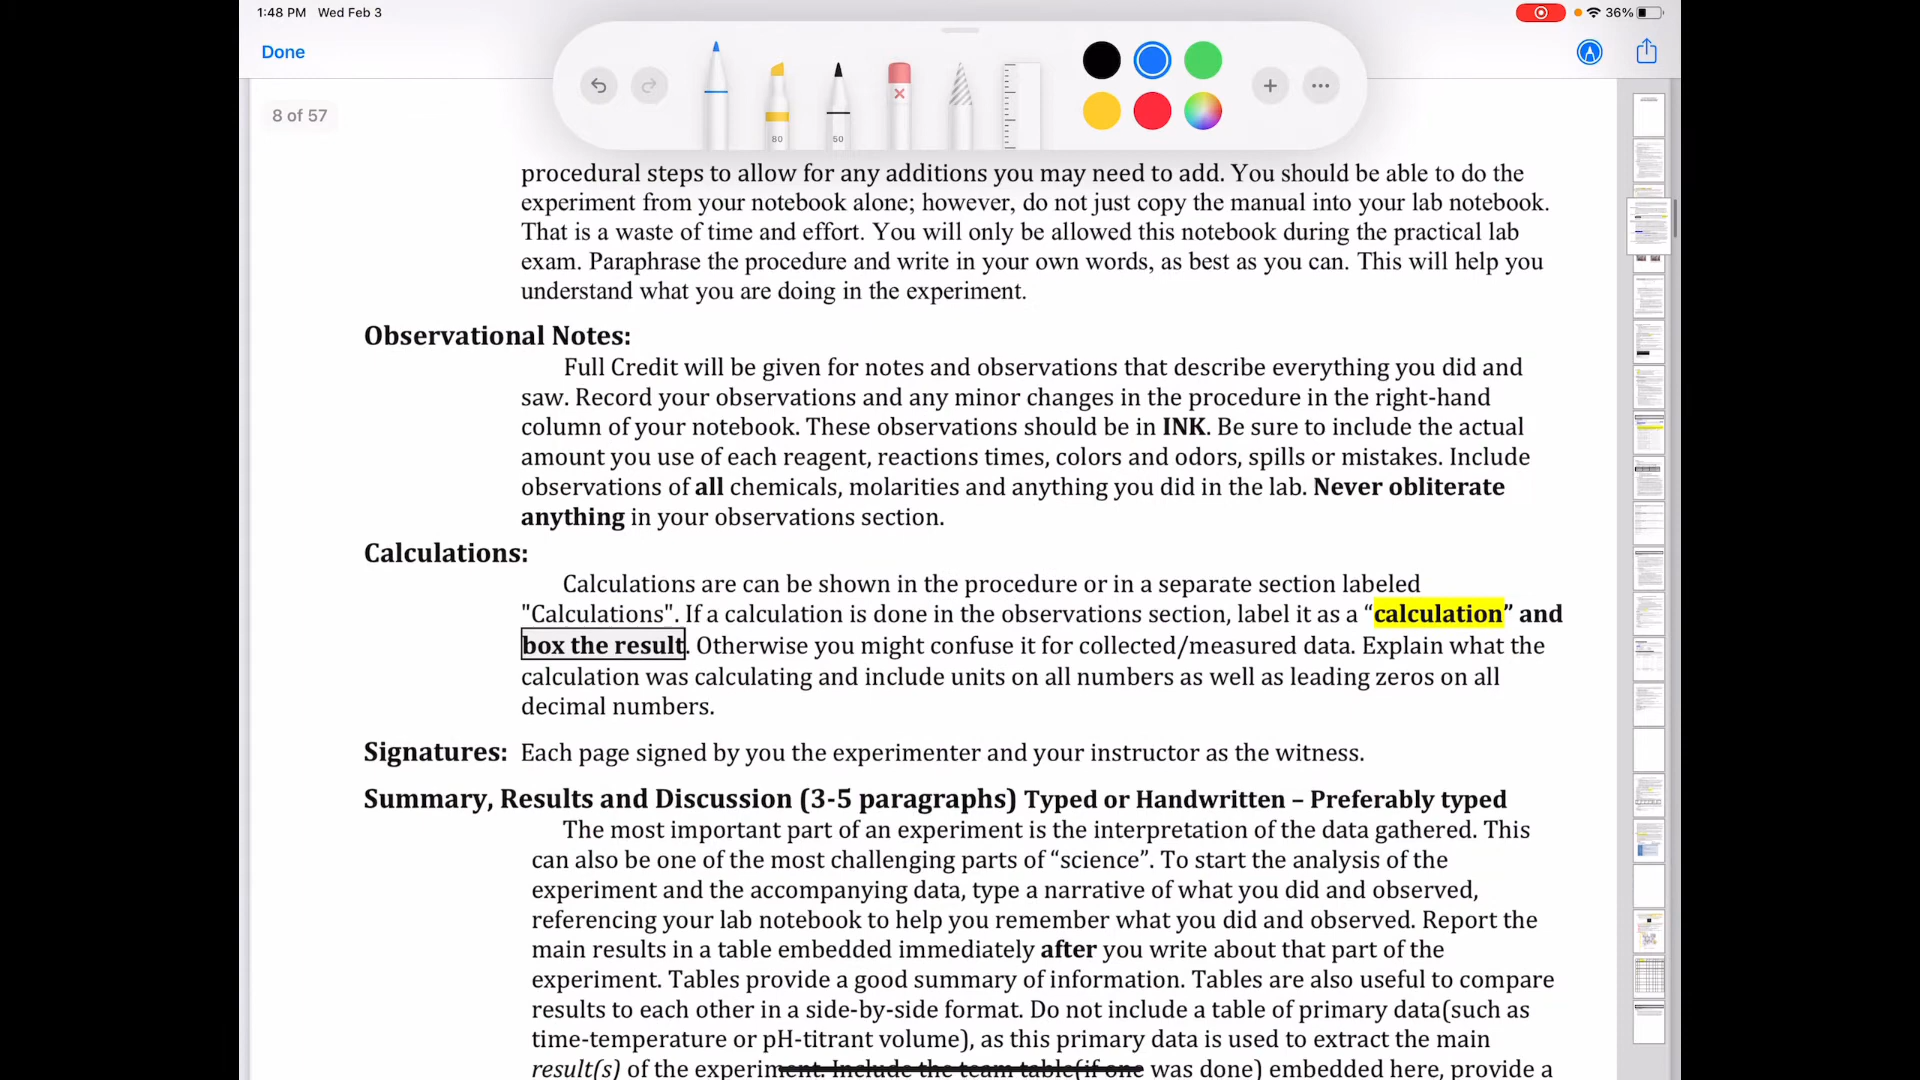 1:48 PM Wed Feb 3
36%
Done
80
50
8 of 57
procedural steps to allow for any additions you may need to add. You should be able to do the
experiment from your notebook alone; however, do not just copy the manual into your lab notebook.
That is a waste of time and effort. You will only be allowed this notebook during the practical lab
exam. Paraphrase the procedure and write in your own words, as best as you can. This will help you
understand what you are doing in the experiment.
Observational Notes:
Full Credit will be given for notes and observations that describe everything you did and
saw. Record your observations and any minor changes in the procedure in the right-hand
column of your notebook. These observations should be in INK. Be sure to include the actual
amount you use of each reagent, reactions times, colors and odors, spills or mistakes. Include
observations of all chemicals, molarities and anything you did in the lab. Never obliterate
anything in your observations section.
Calculations:
Calculations are can be shown in the procedure or in a separate section labeled
"Calculations". If a calculation is done in the observations section, label it as a “calculation” and
box the result. Otherwise you might confuse it for collected/measured data. Explain what the
calculation was calculating and include units on all numbers as well as leading zeros on all
decimal numbers.
Signatures: Each page signed by you the experimenter and your instructor as the witness.
Summary, Results and Discussion (3-5 paragraphs) Typed or Handwritten – Preferably typed
The most important part of an experiment is the interpretation of the data gathered. This
can also be one of the most challenging parts of “science”. To start the analysis of the
experiment and the accompanying data, type a narrative of what you did and observed,
referencing your lab notebook to help you remember what you did and observed. Report the
main results in a table embedded immediately after you write about that part of the
experiment. Tables provide a good summary of information. Tables are also useful to compare
results to each other in a side-by-side format. Do not include a table of primary data(such as
time-temperature or pH-titrant volume), as this primary data is used to extract the main
result(s) of the experiment. Include the team table(if one was done) embedded here, provide a